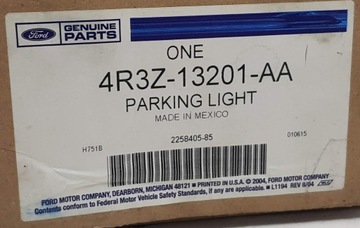 Ford
GENUINE
PARTS
ONE
4R3Z-13201-AA
PARKING LIGHT
MADE IN MEXICO
225B405-85
H751B
010615
FORD MOTOR COMPANY, DEARBORN, MICHIGAN 48121 ■ PRINTED IN U.S.A. © 2004, FORD MOTOR COMPANY
Contents conform to Federal Motor Vehicle Safety Standards, if any are applicable. ■ L1194 REV 8/04